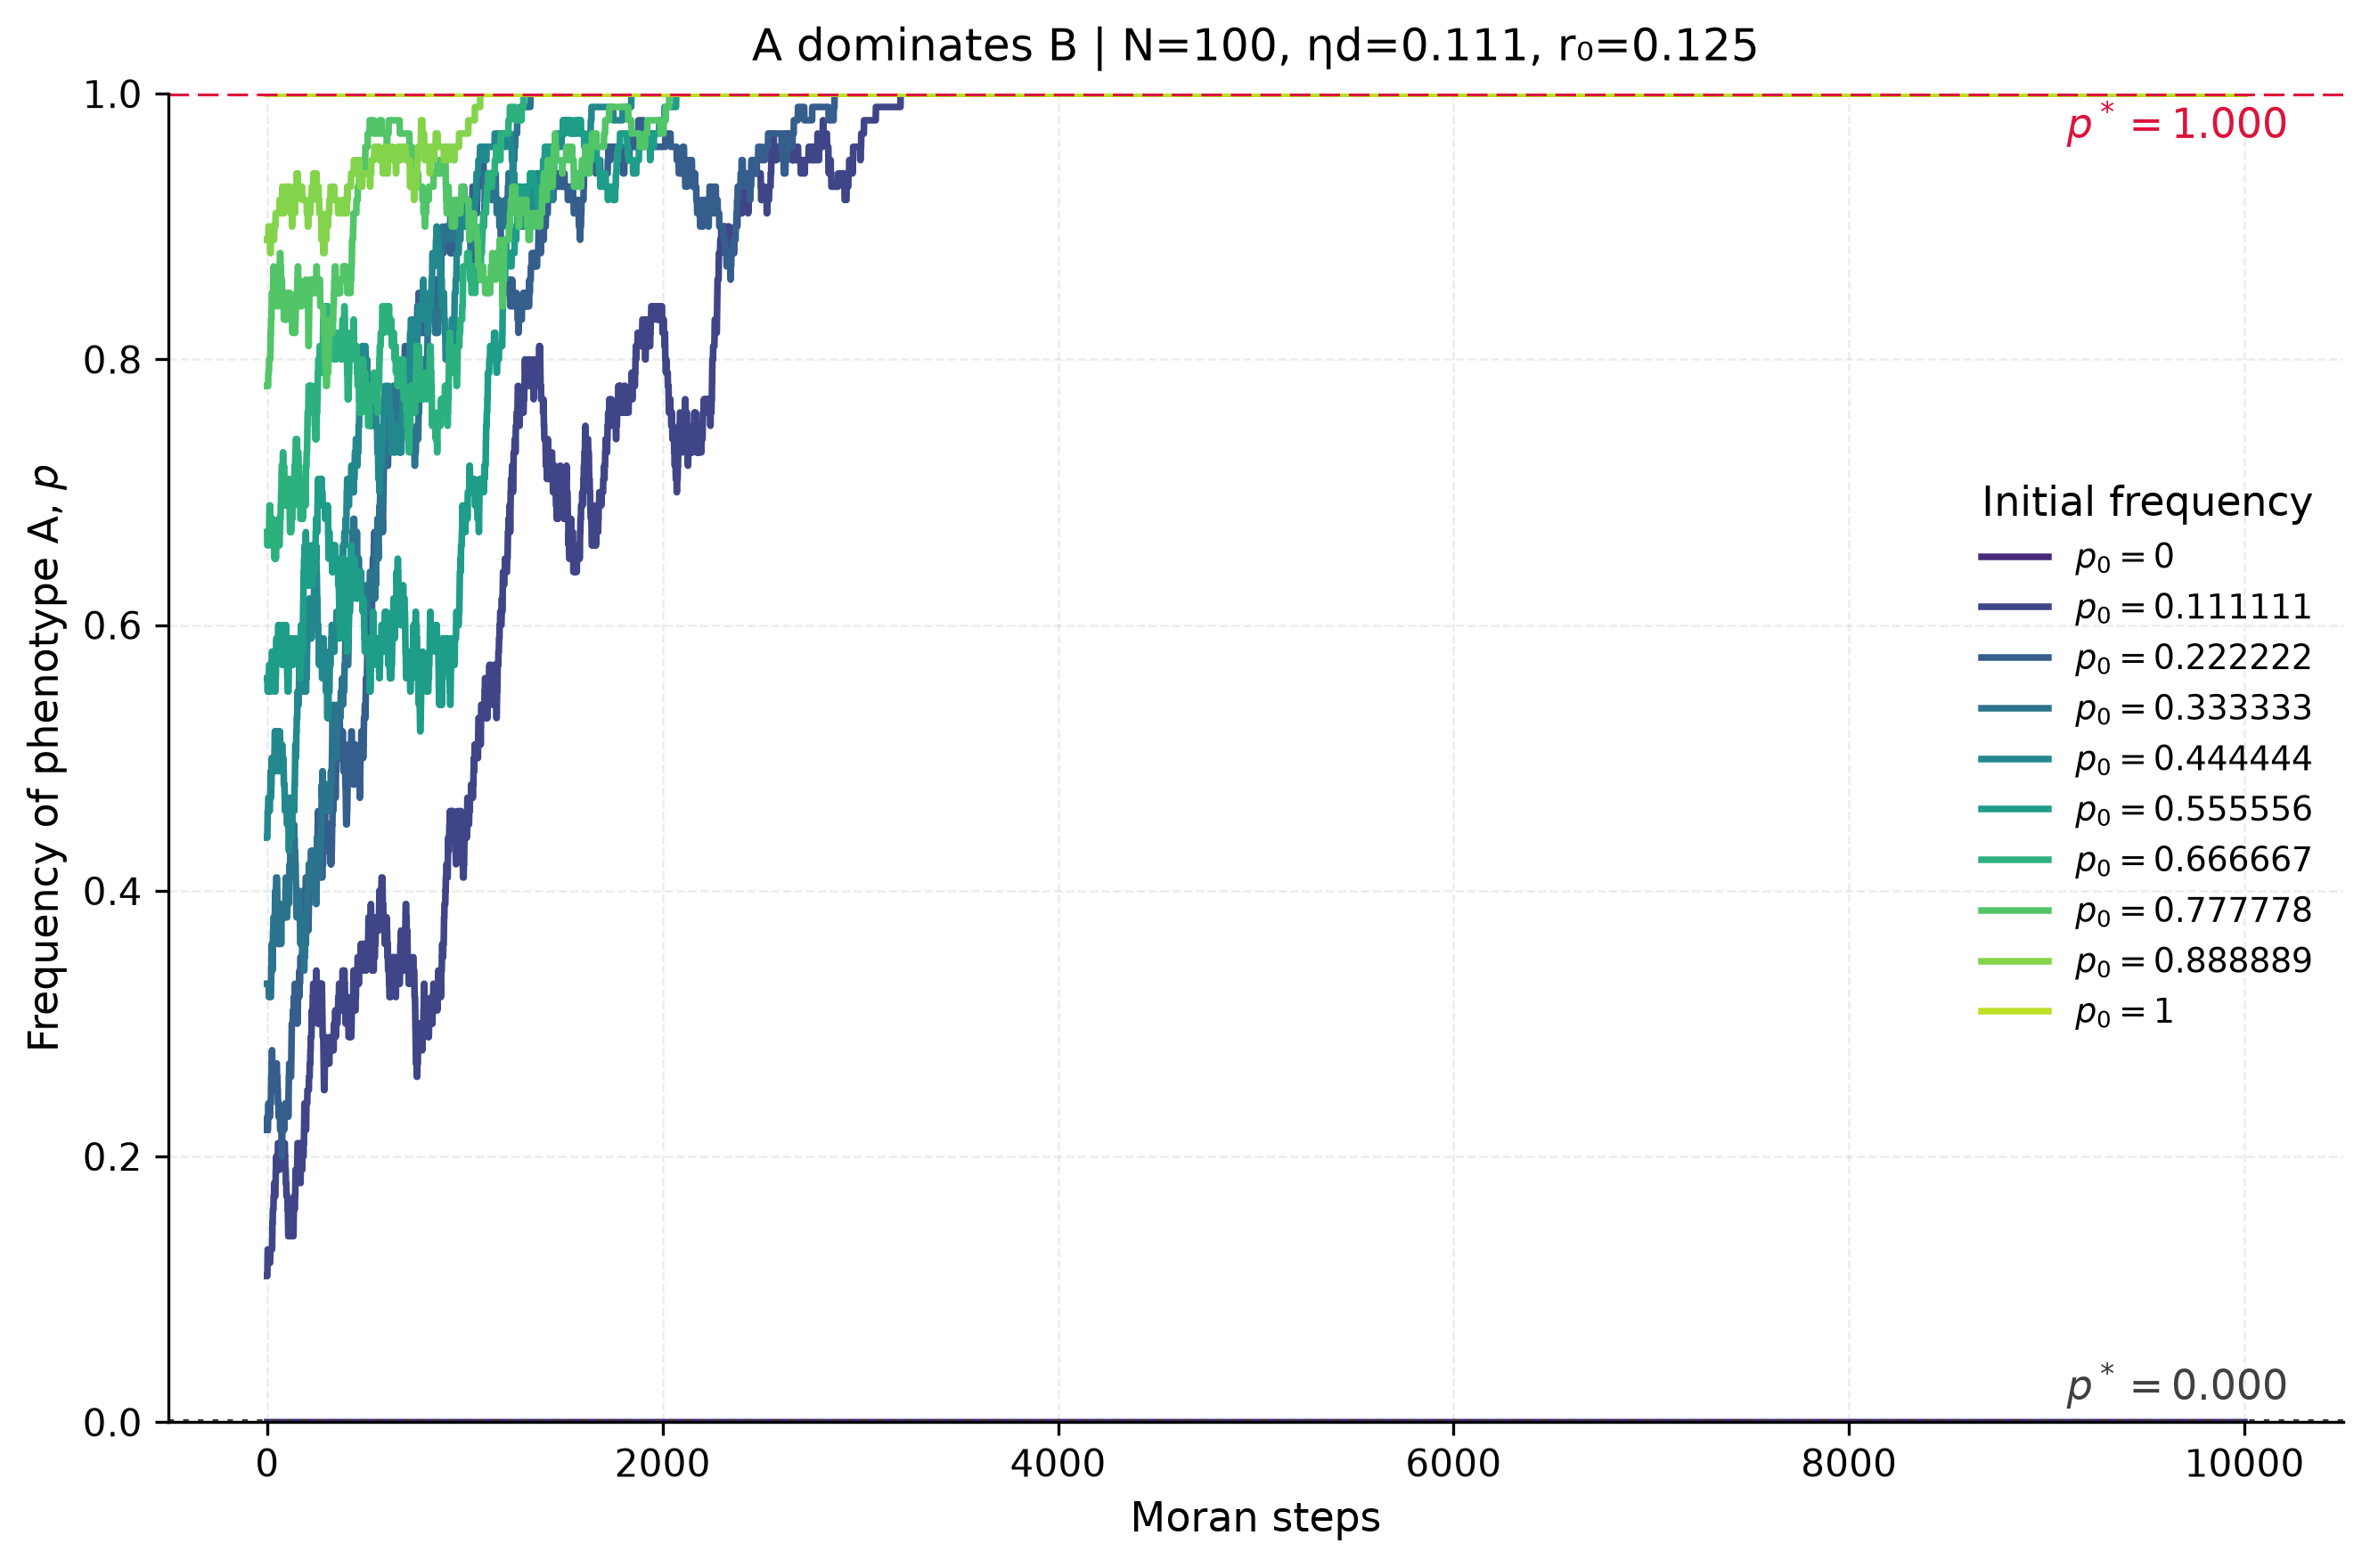 A dominates B | N=100, ηd=0.111, r₀=0.125
1.0
0.8
0.6
0.4
0.2
0.0
Frequency of phenotype A, p
p* = 1.000
Initial frequency
p₀ = 0
p₀ = 0.111111
p₀ = 0.222222
p₀ = 0.333333
p₀ = 0.444444
p₀ = 0.555556
p₀ = 0.666667
p₀ = 0.777778
p₀ = 0.888889
p₀ = 1
p* = 0.000
0 2000 4000 6000 8000 10000
Moran steps